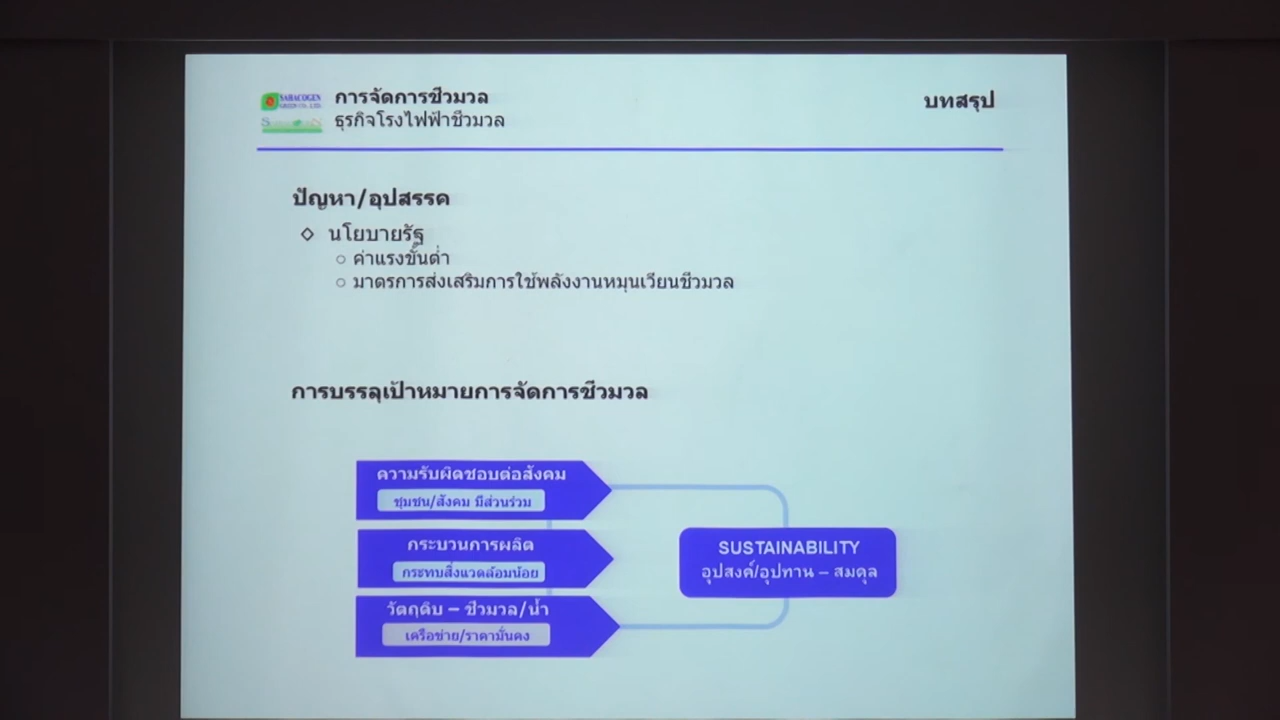 SAHACOGEN
GREEN CO.,LTD.
การจัดการชีวมวล
ธุรกิจโรงไฟฟ้าชีวมวล
บทสรุป
ปัญหา/อุปสรรค
◇ นโยบายรัฐ
○ ค่าแรงขั้นต่ำ
○ มาตรการส่งเสริมการใช้พลังงานหมุนเวียนชีวมวล
การบรรลุเป้าหมายการจัดการชีวมวล
ความรับผิดชอบต่อสังคม
ชุมชน/สังคม มีส่วนร่วม
กระบวนการผลิต
กระทบสิ่งแวดล้อมน้อย
วัตถุดิบ – ชีวมวล/น้ำ
เครือข่าย/ราคามั่นคง
SUSTAINABILITY
อุปสงค์/อุปทาน – สมดุล